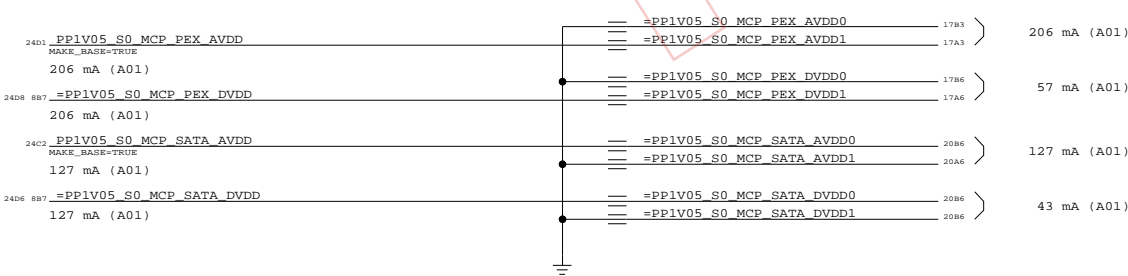 =PP1V05_S0_MCP_PEX_AVDD0 17B3
24D1 PP1V05_S0_MCP_PEX_AVDD =PP1V05_S0_MCP_PEX_AVDD1 17A3 206 mA (A01)
MAKE_BASE=TRUE
206 mA (A01)
=PP1V05_S0_MCP_PEX_DVDD0 17B6
24D8 8B7 =PP1V05_S0_MCP_PEX_DVDD =PP1V05_S0_MCP_PEX_DVDD1 17A6 57 mA (A01)
206 mA (A01)
24C2 PP1V05_S0_MCP_SATA_AVDD =PP1V05_S0_MCP_SATA_AVDD0 20B6
MAKE_BASE=TRUE =PP1V05_S0_MCP_SATA_AVDD1 20A6 127 mA (A01)
127 mA (A01)
24D6 8B7 =PP1V05_S0_MCP_SATA_DVDD =PP1V05_S0_MCP_SATA_DVDD0 20B6
127 mA (A01) =PP1V05_S0_MCP_SATA_DVDD1 20B6 43 mA (A01)